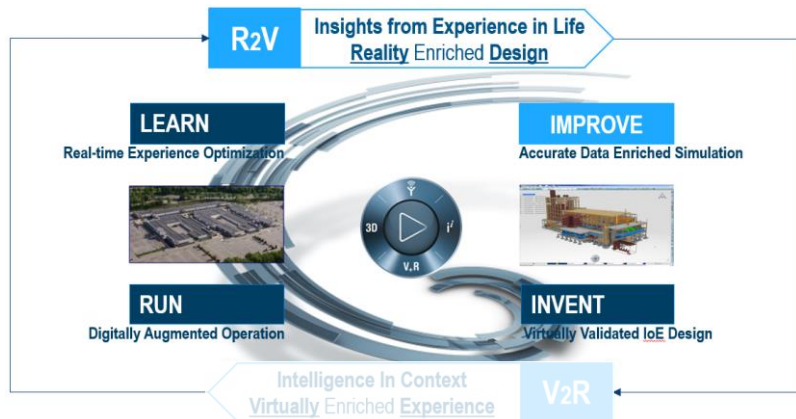 R2V
Insights from Experience in Life
Reality Enriched Design
LEARN
Real-time Experience Optimization
IMPROVE
Accurate Data Enriched Simulation
3D
i
V.R
RUN
Digitally Augmented Operation
INVENT
Virtually Validated IoE Design
Intelligence In Context
Virtually Enriched Experience
V2R